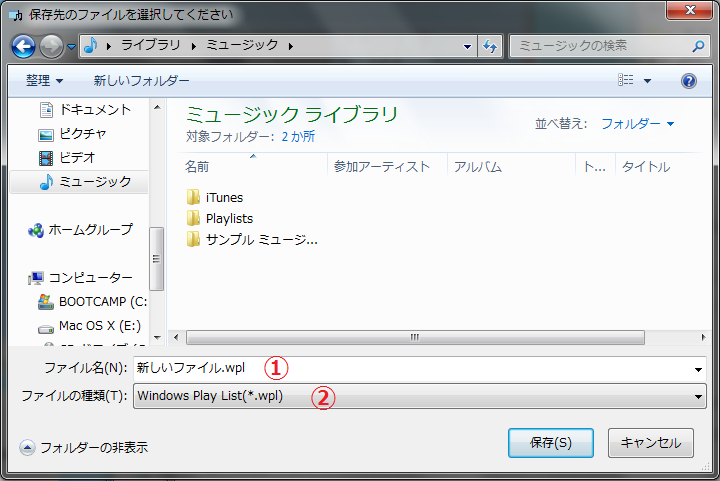 保存先のファイルを選択してください
ライブラリ ミュージック ミュージックの検索
整理 新しいフォルダー
ドキュメント
ピクチャ
ビデオ
ミュージック
ホームグループ
コンピューター
BOOTCAMP (C:
Mac OS X (E:)
ミュージック ライブラリ
対象フォルダー: 2 か所
並べ替え: フォルダー
名前 参加アーティスト アルバム ト... タイトル
iTunes
Playlists
サンプル ミュージ...
ファイル名(N): 新しいファイル.wpl ①
ファイルの種類(T): Windows Play List(*.wpl) ②
フォルダーの非表示 保存(S) キャンセル